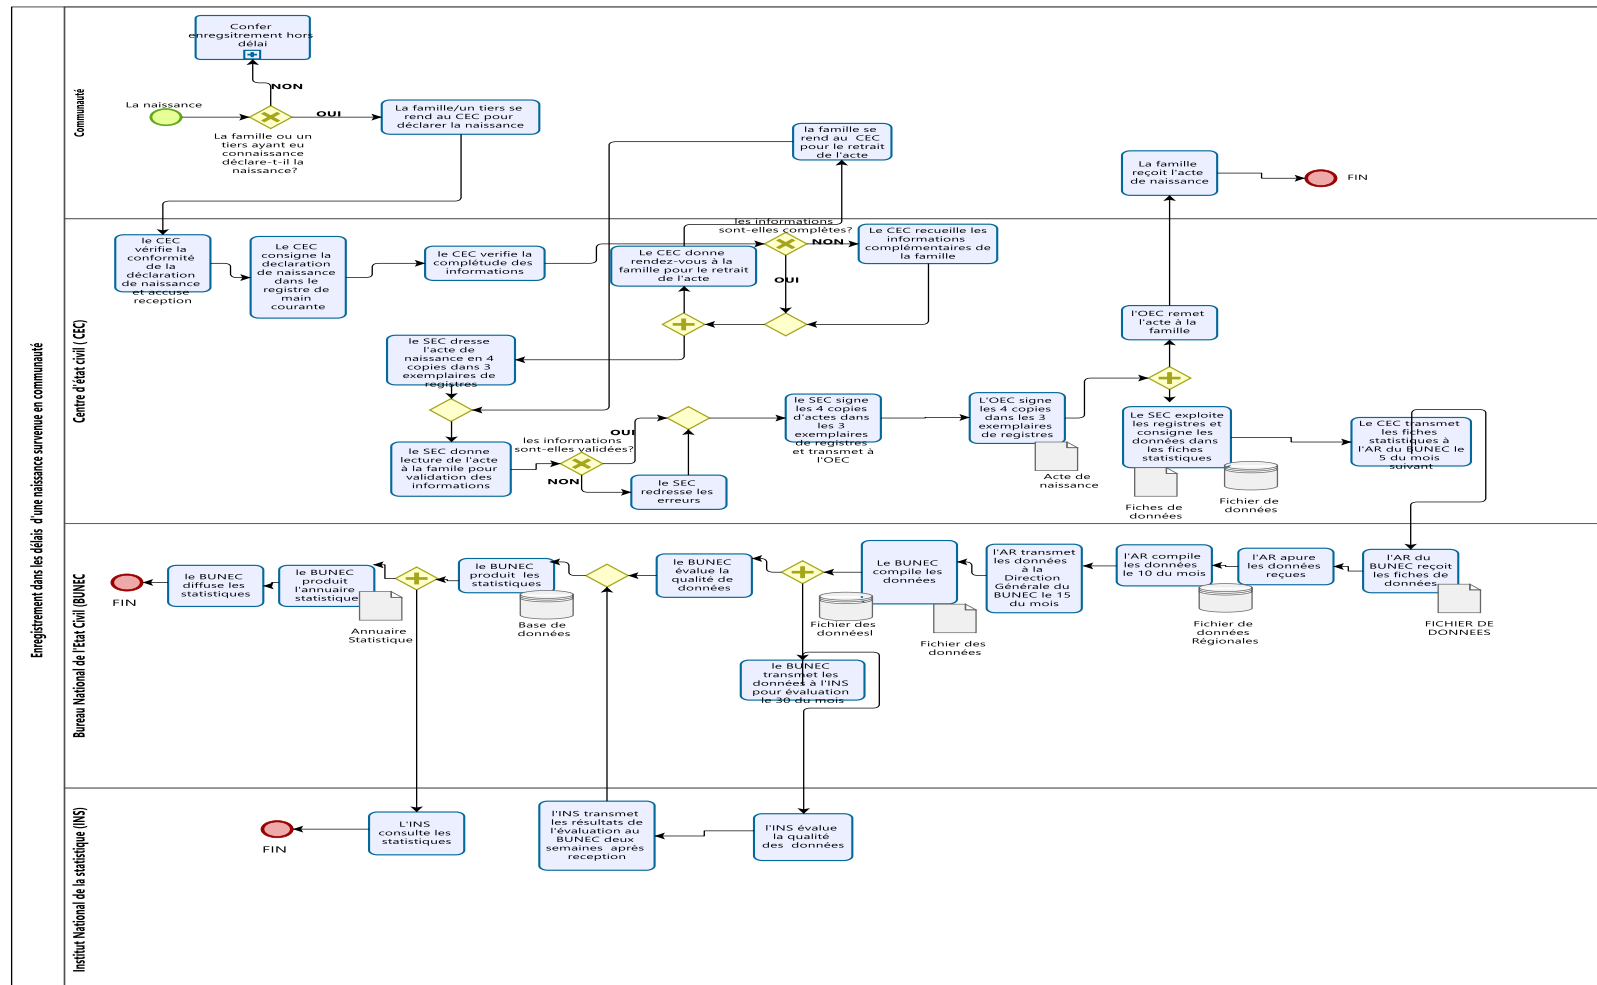 Enregistrement dans les délais d'une naissance survenue en communauté
Communauté
Confer
enregsitrement hors
délai
NON
La naissance
OUI
La famille ou un
tiers ayant eu
connaissance
déclare-t-il la
naissance?
La famille/un tiers se
rend au CEC pour
déclarer la naissance
la famille se
rend au CEC
pour le retrait
de l'acte
La famille
reçoit l'acte
de naissance
FIN
Centre d'état civil ( CEC)
le CEC
vérifie la
conformité
de la
déclaration
de naissance
et accuse
reception
Le CEC
consigne la
declaration
de naissance
dans le
registre de
main
courante
le CEC verifie la
complétude des
informations
Le CEC donne
rendez-vous à la
famille pour le retrait
de l'acte
les informations
sont-elles complètes?
NON
OUI
Le CEC recueille les
informations
complémentaires de
la famille
le SEC dresse
l'acte de
naissance en 4
copies dans 3
exemplaires de
registres
le SEC donne
lecture de l'acte
à la famile pour
validation des
informations
les informations
sont-elles validées?
OUI
NON
le SEC
redresse les
erreurs
le SEC signe
les 4 copies
d'actes dans
les 3
exemplaires
de registres
et transmet à
l'OEC
L'OEC signe
les 4 copies
dans les 3
exemplaires
de registres
Acte de
naissance
l'OEC remet
l'acte à la
famille
Le SEC exploite
les registres et
consigne les
données dans
les fiches
statistiques
Fiches de
données
Fichier de
données
Le CEC transmet
les fiches
statistiques à
l'AR du BUNEC le
5 du mois
suivant
Bureau National de l'Etat Civil (BUNEC
FIN
le BUNEC
diffuse les
statistiques
le BUNEC
produit
l'annuaire
statistique
Annuaire
Statistique
le BUNEC
produit les
statistiques
Base de
données
le BUNEC
évalue la
qualité de
données
Le BUNEC
compile les
données
Fichier des
donnéesl
Fichier des
données
l'AR transmet
les données
à la
Direction
Générale du
BUNEC le 15
du mois
l'AR compile
les données
le 10 du mois
l'AR apure
les données
reçues
Fichier de
données
Régionales
l'AR du
BUNEC reçoit
les fiches de
données
FICHIER DE
DONNEES
le BUNEC
transmet les
données à l'INS
pour évaluation
le 30 du mois
Institut National de la statistique (INS)
FIN
L'INS
consulte les
statistiques
l'INS transmet
les résultats de
l'évaluation au
BUNEC deux
semaines après
reception
l'INS évalue
la qualité
des données